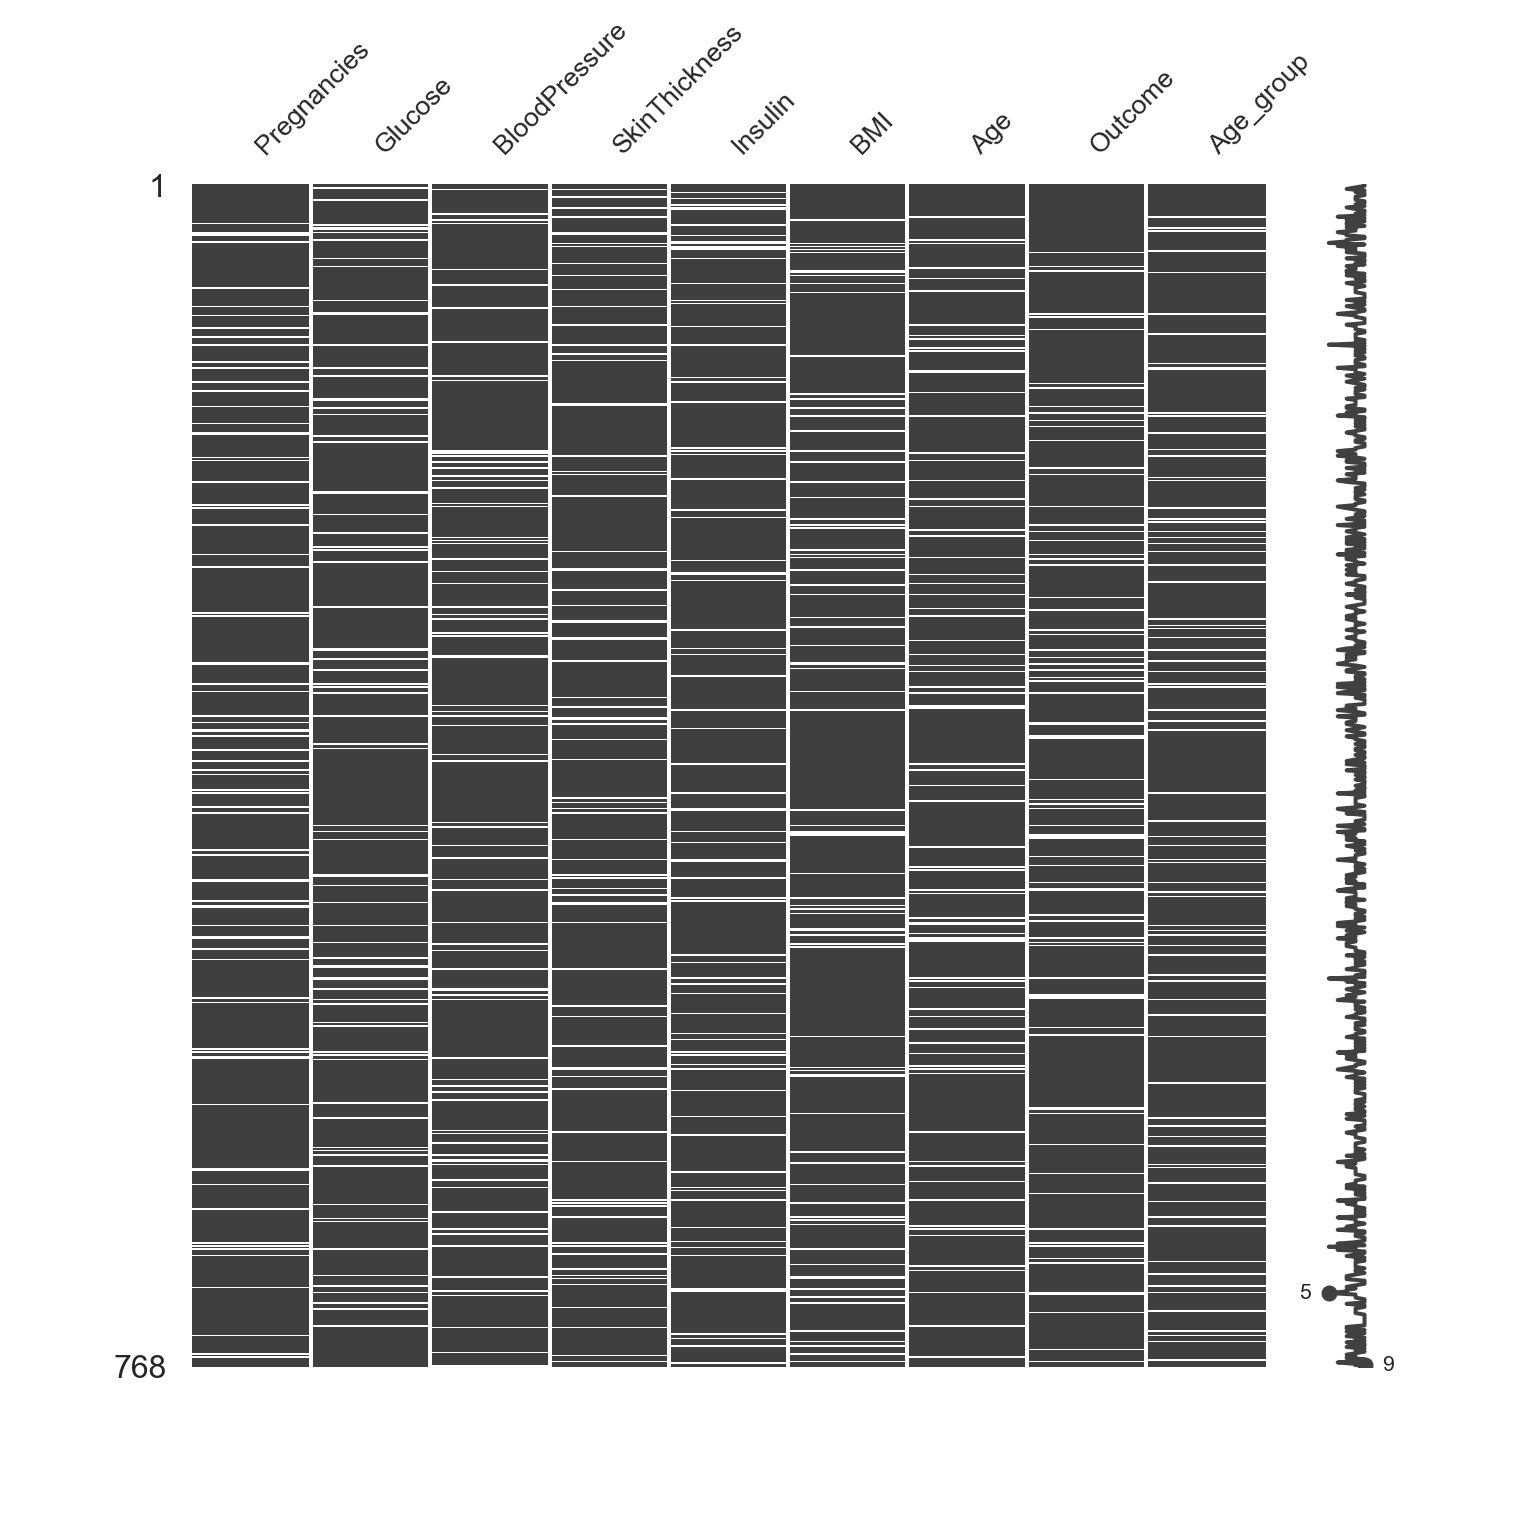 Pregnancies
Glucose
BloodPressure
SkinThickness
Insulin
BMI
Age
Outcome
Age_group
1
768
5
9